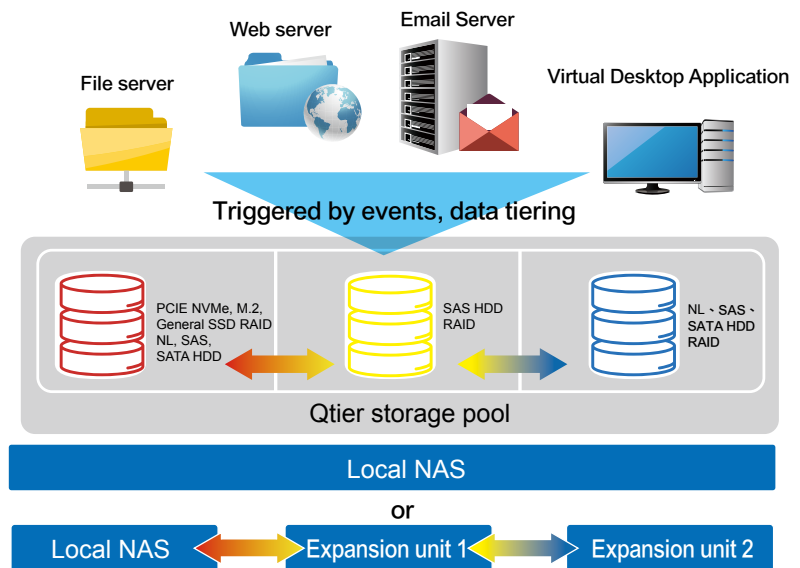 Email Server
Web server
File server
Virtual Desktop Application
Triggered by events, data tiering
PCIE NVMe, M.2,
General SSD RAID
NL, SAS,
SATA HDD
SAS HDD
RAID
NL、SAS、
SATA HDD
RAID
Qtier storage pool
Local NAS
or
Local NAS
Expansion unit 1
Expansion unit 2